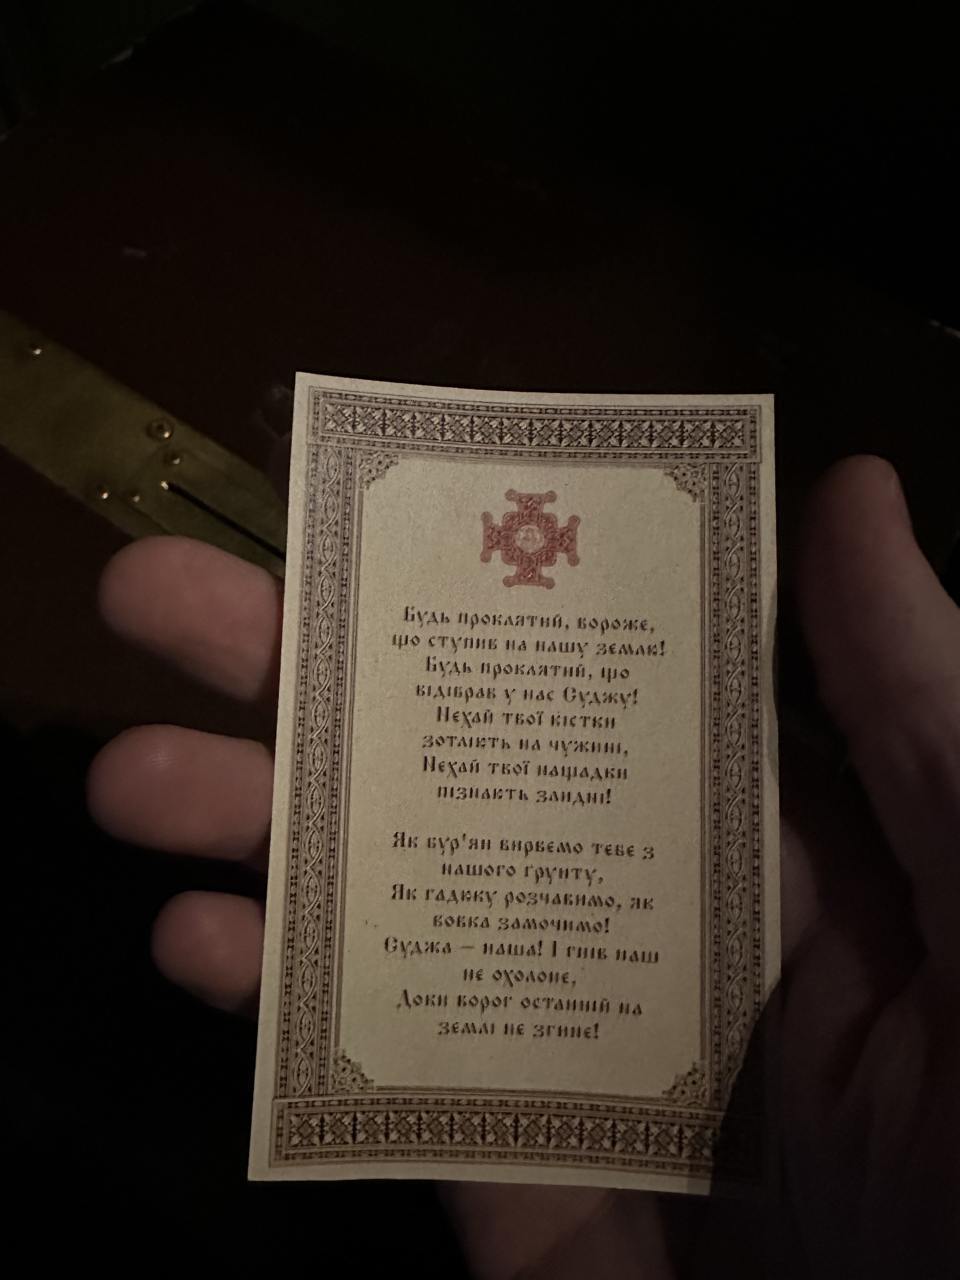 Будь проклятий, вороже,
що ступив на нашу землю!
Будь проклятий, що
відібрав у нас Суджу!
Нехай твої кістки
зотліють на чужині,
Нехай твої нащадки
пізнають злидні!
Як бур'ян вирвемо тебе з
нашого ґрунту,
Як гадюку розчавимо, як
вовка замочимо!
Суджа – наша! І гнів наш
не охолоне,
Доки ворог останній на
землі не згине!